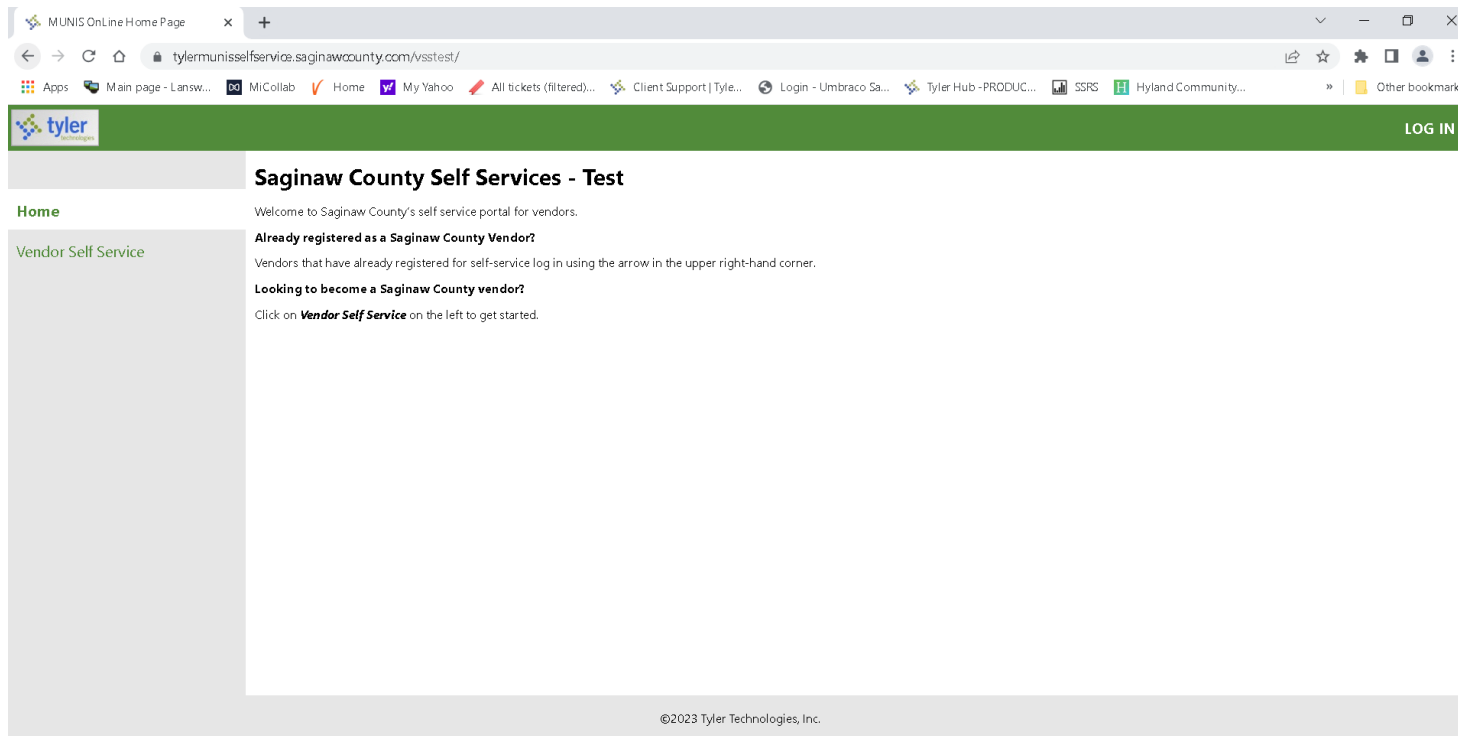 MUNIS OnLine Home Page
tylermunisselfservice.saginawcounty.com/vsstest/
Apps Main page - Lansw... MiCollab Home My Yahoo All tickets (filtered)... Client Support | Tyle... Login - Umbraco Sa... Tyler Hub - PRODUC... SSRS Hyland Community... » Other bookmark
tyler
technologies
LOG IN
Saginaw County Self Services - Test
Home
Welcome to Saginaw County's self service portal for vendors.
Already registered as a Saginaw County Vendor?
Vendor Self Service
Vendors that have already registered for self-service log in using the arrow in the upper right-hand corner.
Looking to become a Saginaw County vendor?
Click on Vendor Self Service on the left to get started.
©2023 Tyler Technologies, Inc.